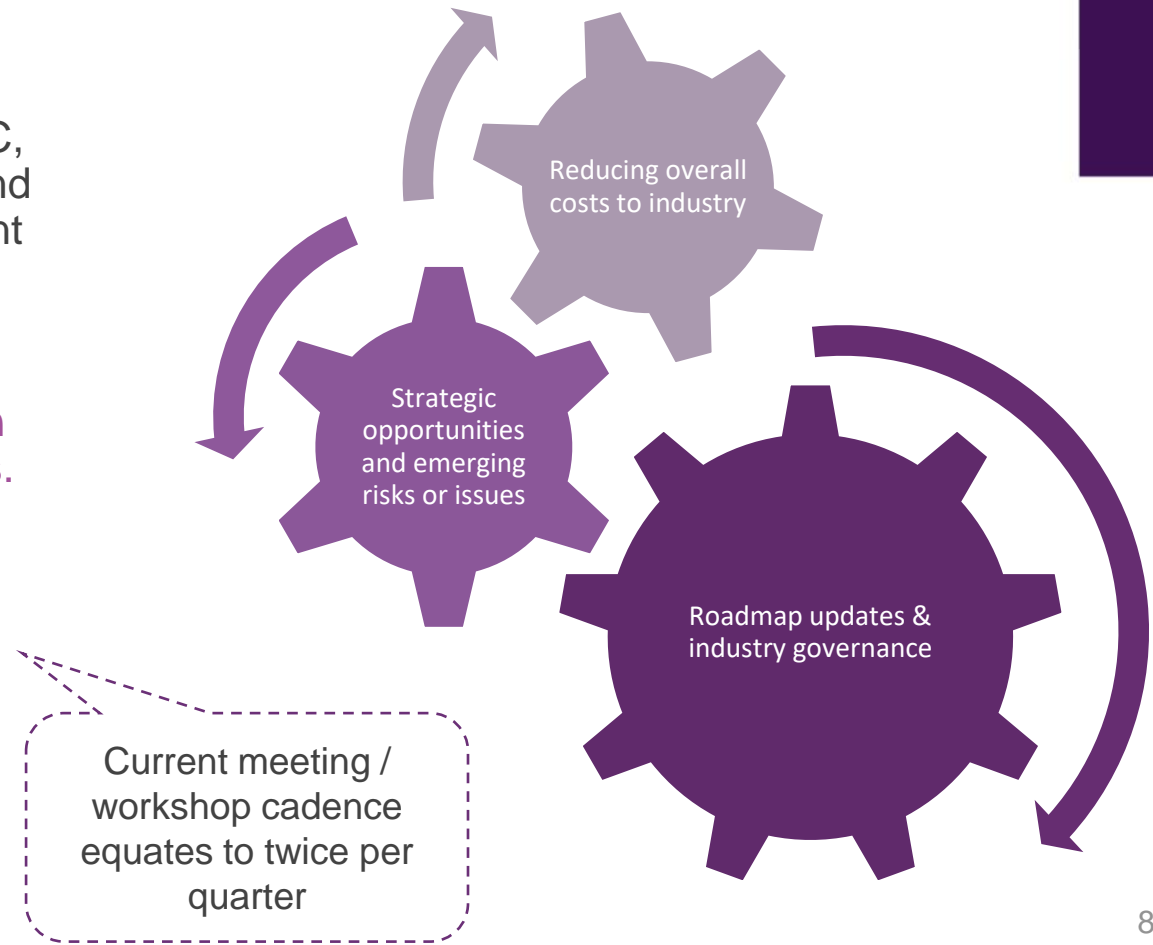 C,
nd
nt
n
s.
Reducing overall
costs to industry
Strategic
opportunities
and emerging
risks or issues
Roadmap updates &
industry governance
Current meeting /
workshop cadence
equates to twice per
quarter
8